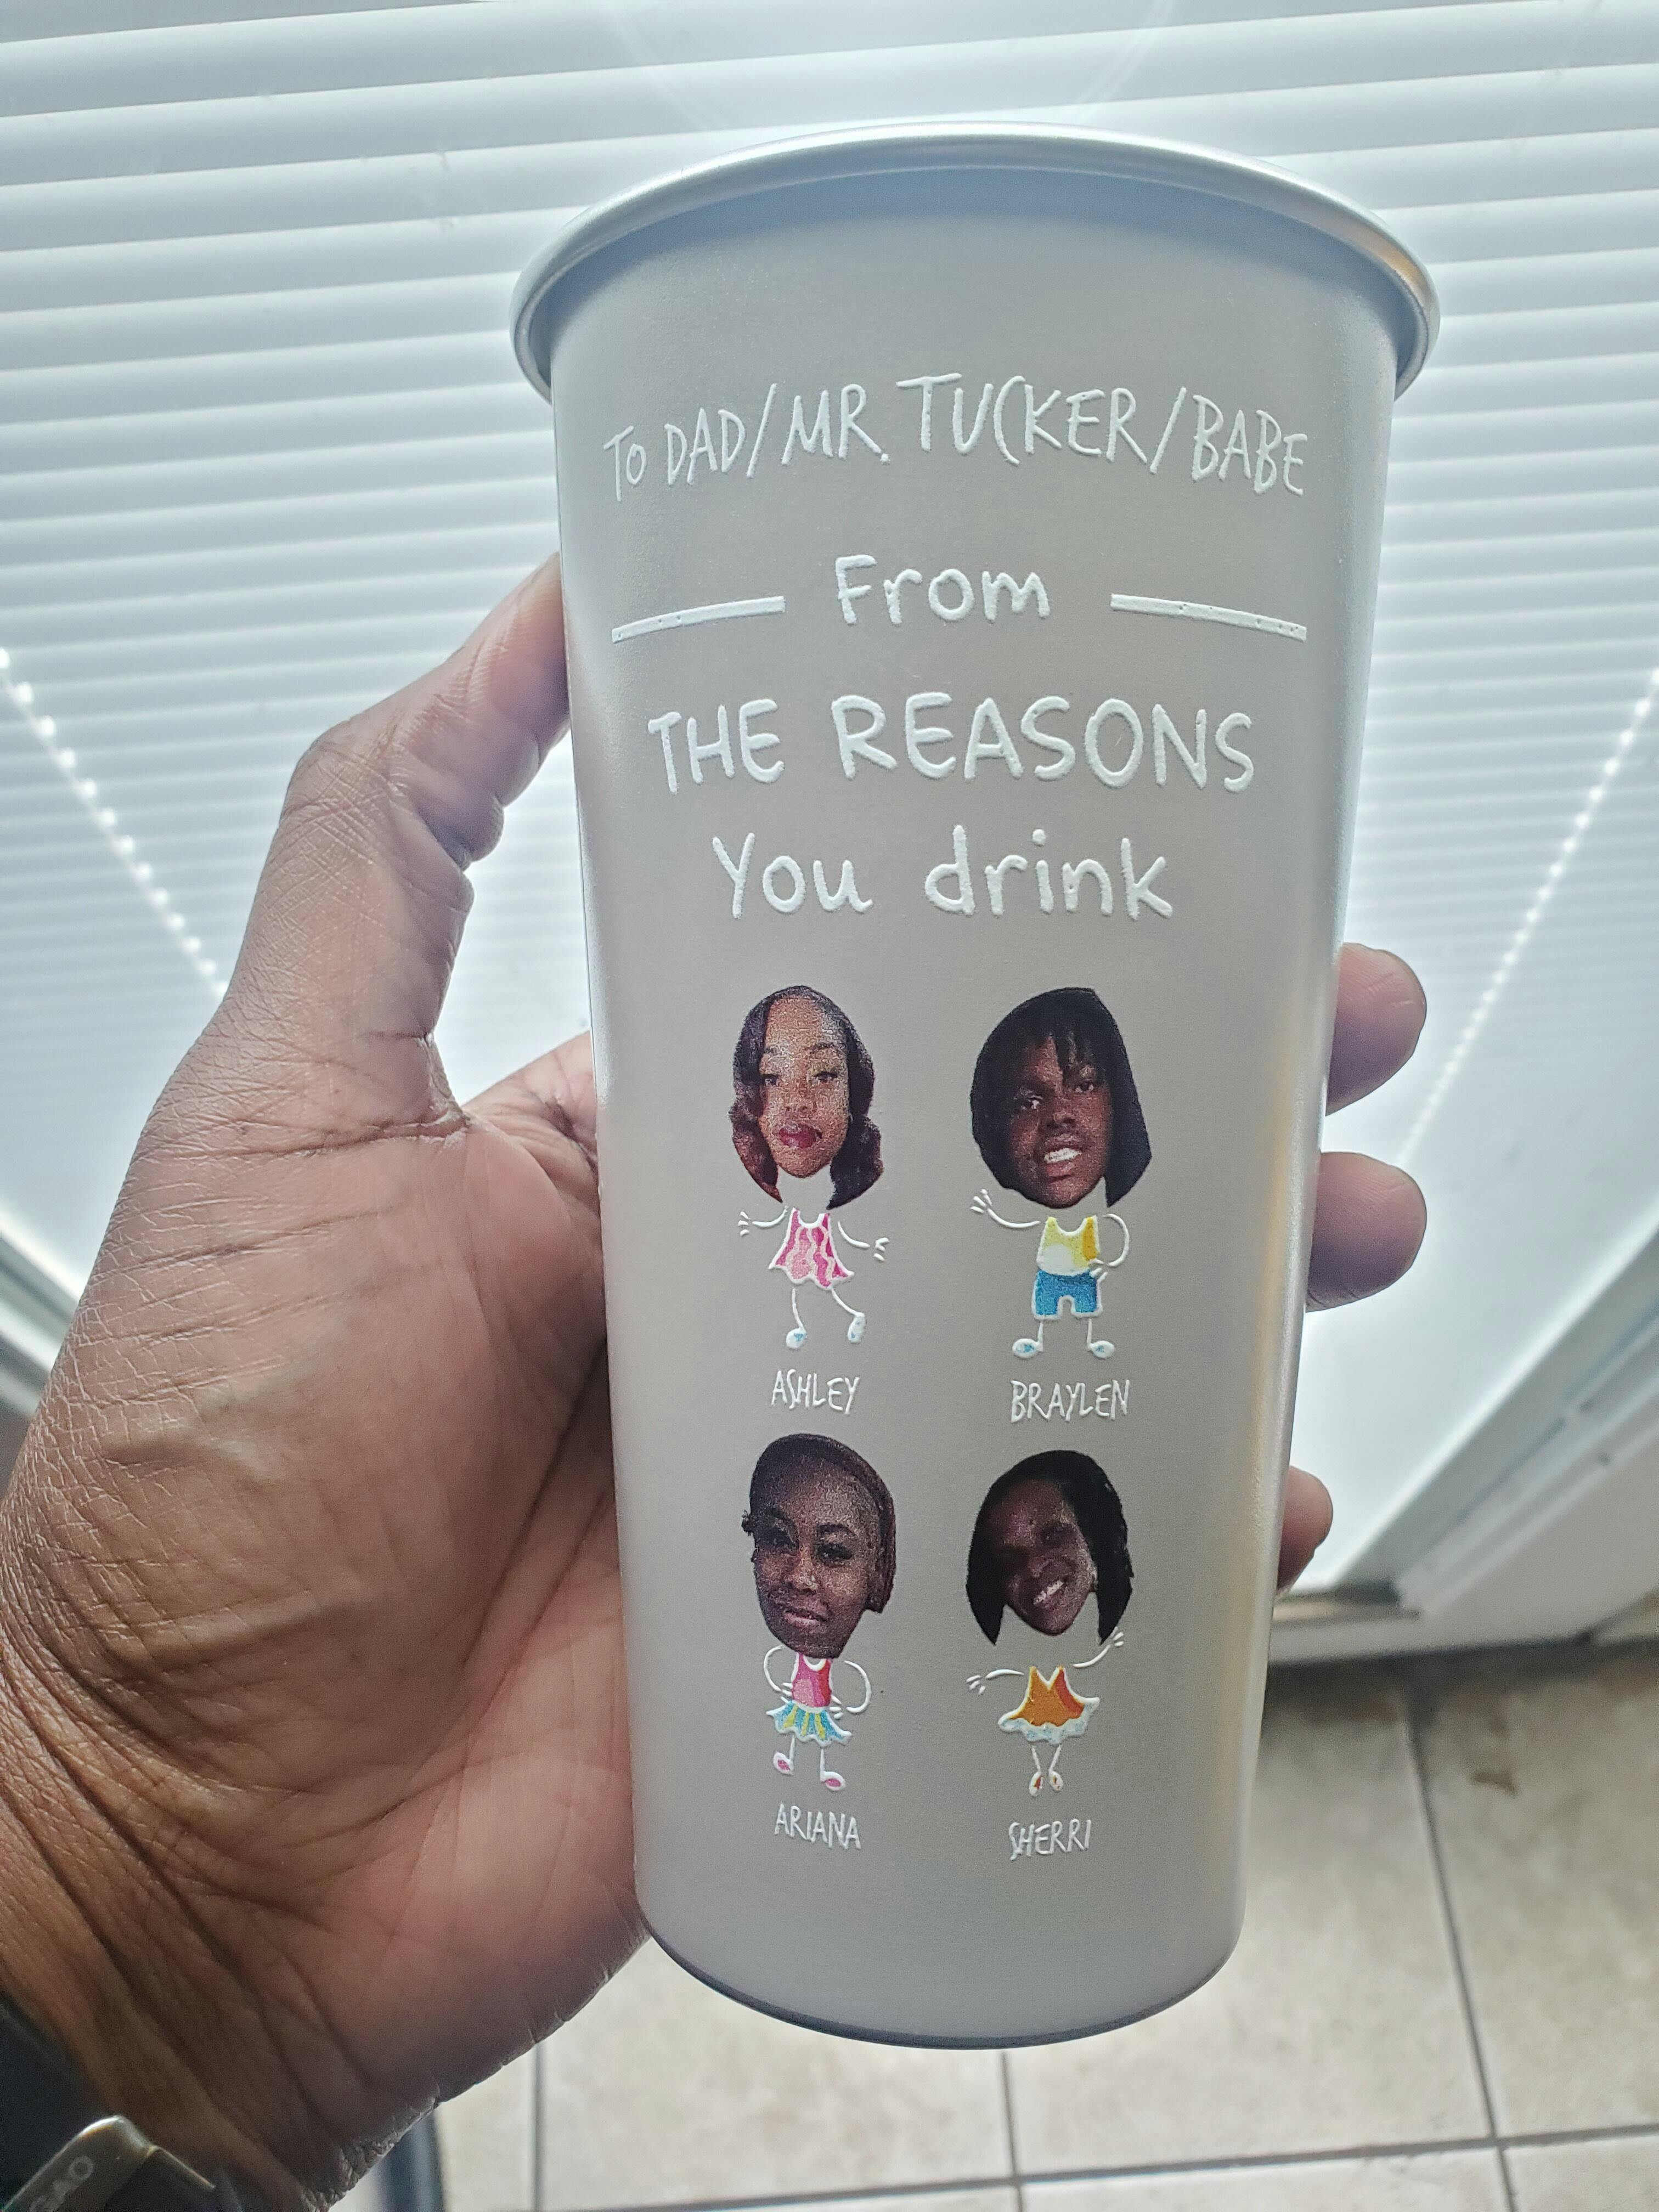 To DAD/MR. TUCKER/BABE
From
THE REASONS
You drink
ASHLEY
BRAYLEN
ARIANA
SHERRI